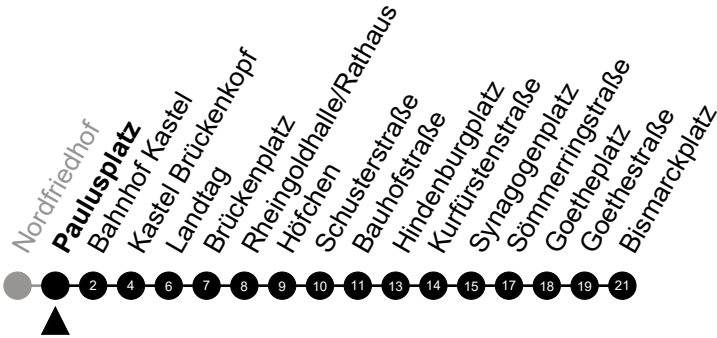 Nordfriedhof
Paulusplatz
Bahnhof Kastel
Kastel Brückenkopf
Landtag
Brückenplatz
Rheingoldhalle/Rathaus
Höfchen
Schusterstraße
Bauhofstraße
Hindenburgplatz
Kurfürstenstraße
Synagogenplatz
Sömmerringstraße
Goetheplatz
Goethestraße
Bismarckplatz
2 4 6 7 8 9 10 11 13 14 15 17 18 19 21